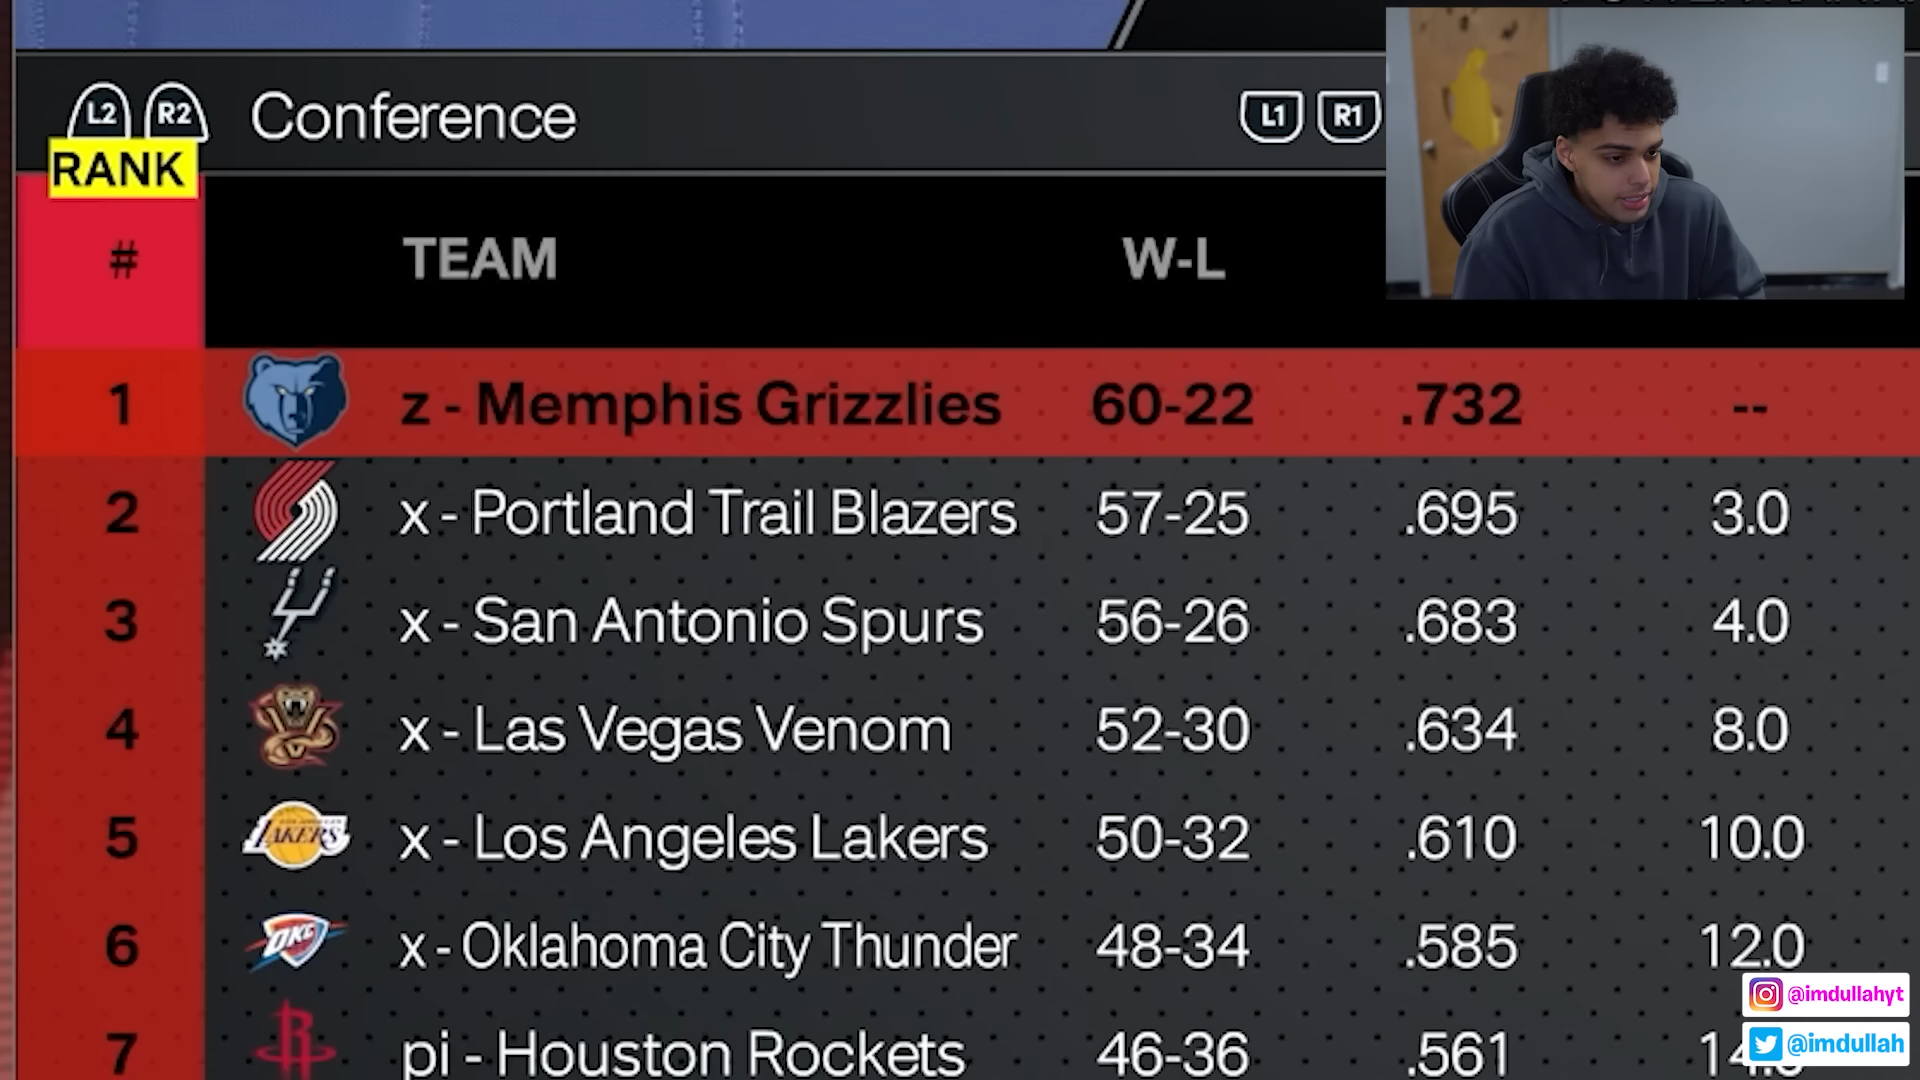 L2 R2 Conference L1 R1
RANK
# TEAM W-L
1 z - Memphis Grizzlies 60-22 .732 --
2 x - Portland Trail Blazers 57-25 .695 3.0
3 x - San Antonio Spurs 56-26 .683 4.0
4 x - Las Vegas Venom 52-30 .634 8.0
5 LAKERS x - Los Angeles Lakers 50-32 .610 10.0
6 OKC x - Oklahoma City Thunder 48-34 .585 12.0
@imdullahyt
7 R pi - Houston Rockets 46-36 .561
@imdullah